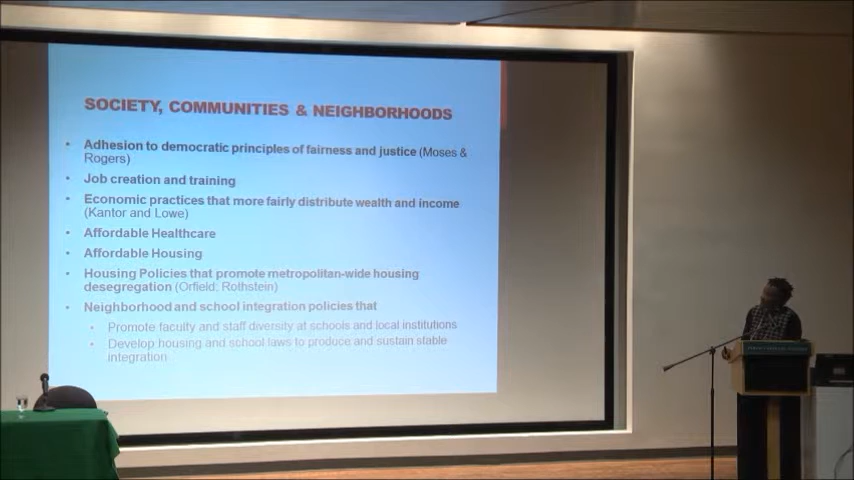 SOCIETY, COMMUNITIES & NEIGHBORHOODS
• Adhesion to democratic principles of fairness and justice (Moses &
Rogers)
• Job creation and training
• Economic practices that more fairly distribute wealth and income
(Kantor and Lowe)
• Affordable Healthcare
• Affordable Housing
• Housing Policies that promote metropolitan-wide housing
desegregation (Orfield; Rothstein)
• Neighborhood and school integration policies that
• Promote faculty and staff diversity at schools and local institutions
• Develop housing and school laws to produce and sustain stable
integration